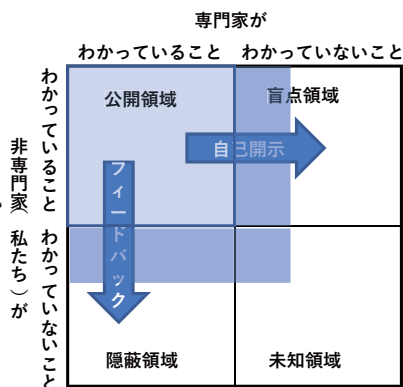 専門家が
わかっていること
わかっていないこと
非専門家（私たち）が
わかっていること
わかっていないこと
公開領域
盲点領域
自己開示
フィードバック
隠蔽領域
未知領域